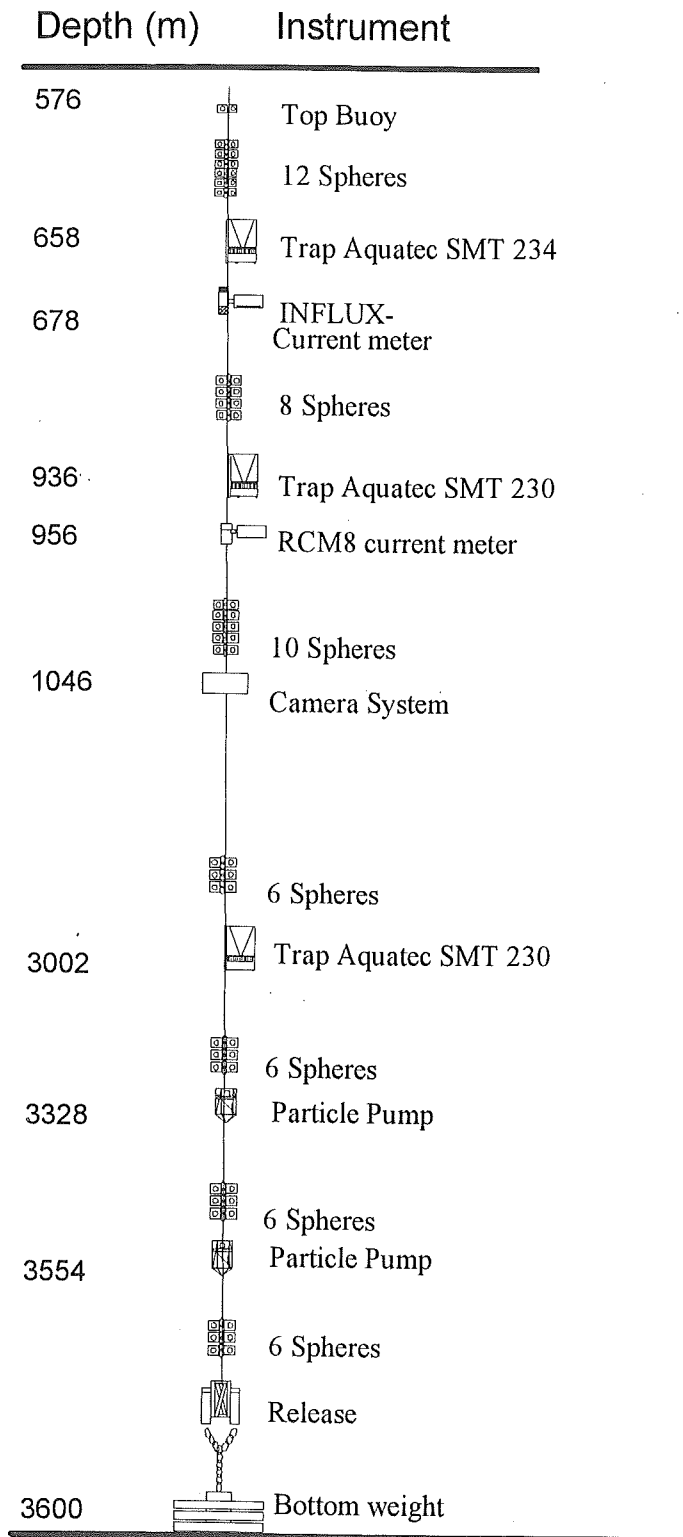 Depth (m) Instrument
576 Top Buoy
12 Spheres
658 Trap Aquatec SMT 234
678 INFLUX-
Current meter
8 Spheres
936 Trap Aquatec SMT 230
956 RCM8 current meter
10 Spheres
1046 Camera System
6 Spheres
3002 Trap Aquatec SMT 230
6 Spheres
3328 Particle Pump
6 Spheres
3554 Particle Pump
6 Spheres
Release
3600 Bottom weight